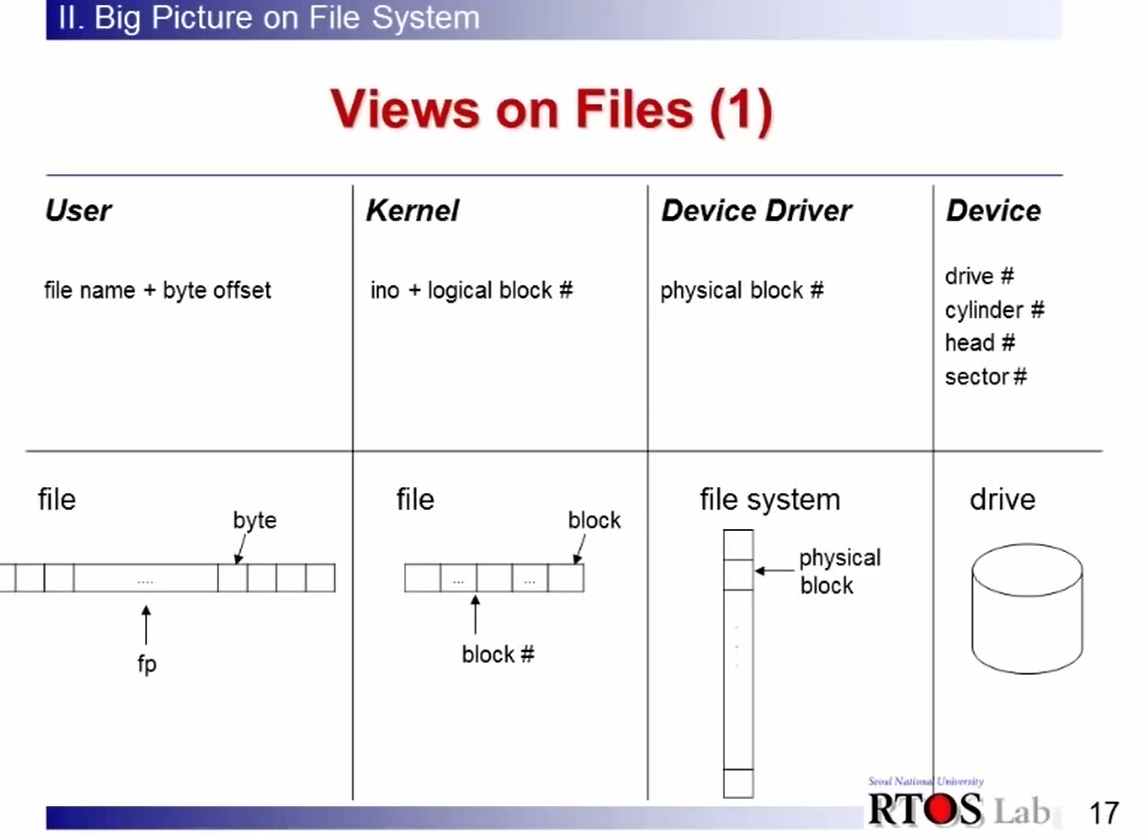 II. Big Picture on File System
Views on Files (1)
User
Kernel
Device Driver
Device
file name + byte offset
ino + logical block #
physical block #
drive #
cylinder #
head #
sector #
file
byte
....
fp
file
block
...
...
block #
file system
physical
block
drive
Seoul National University
RTOS Lab
17